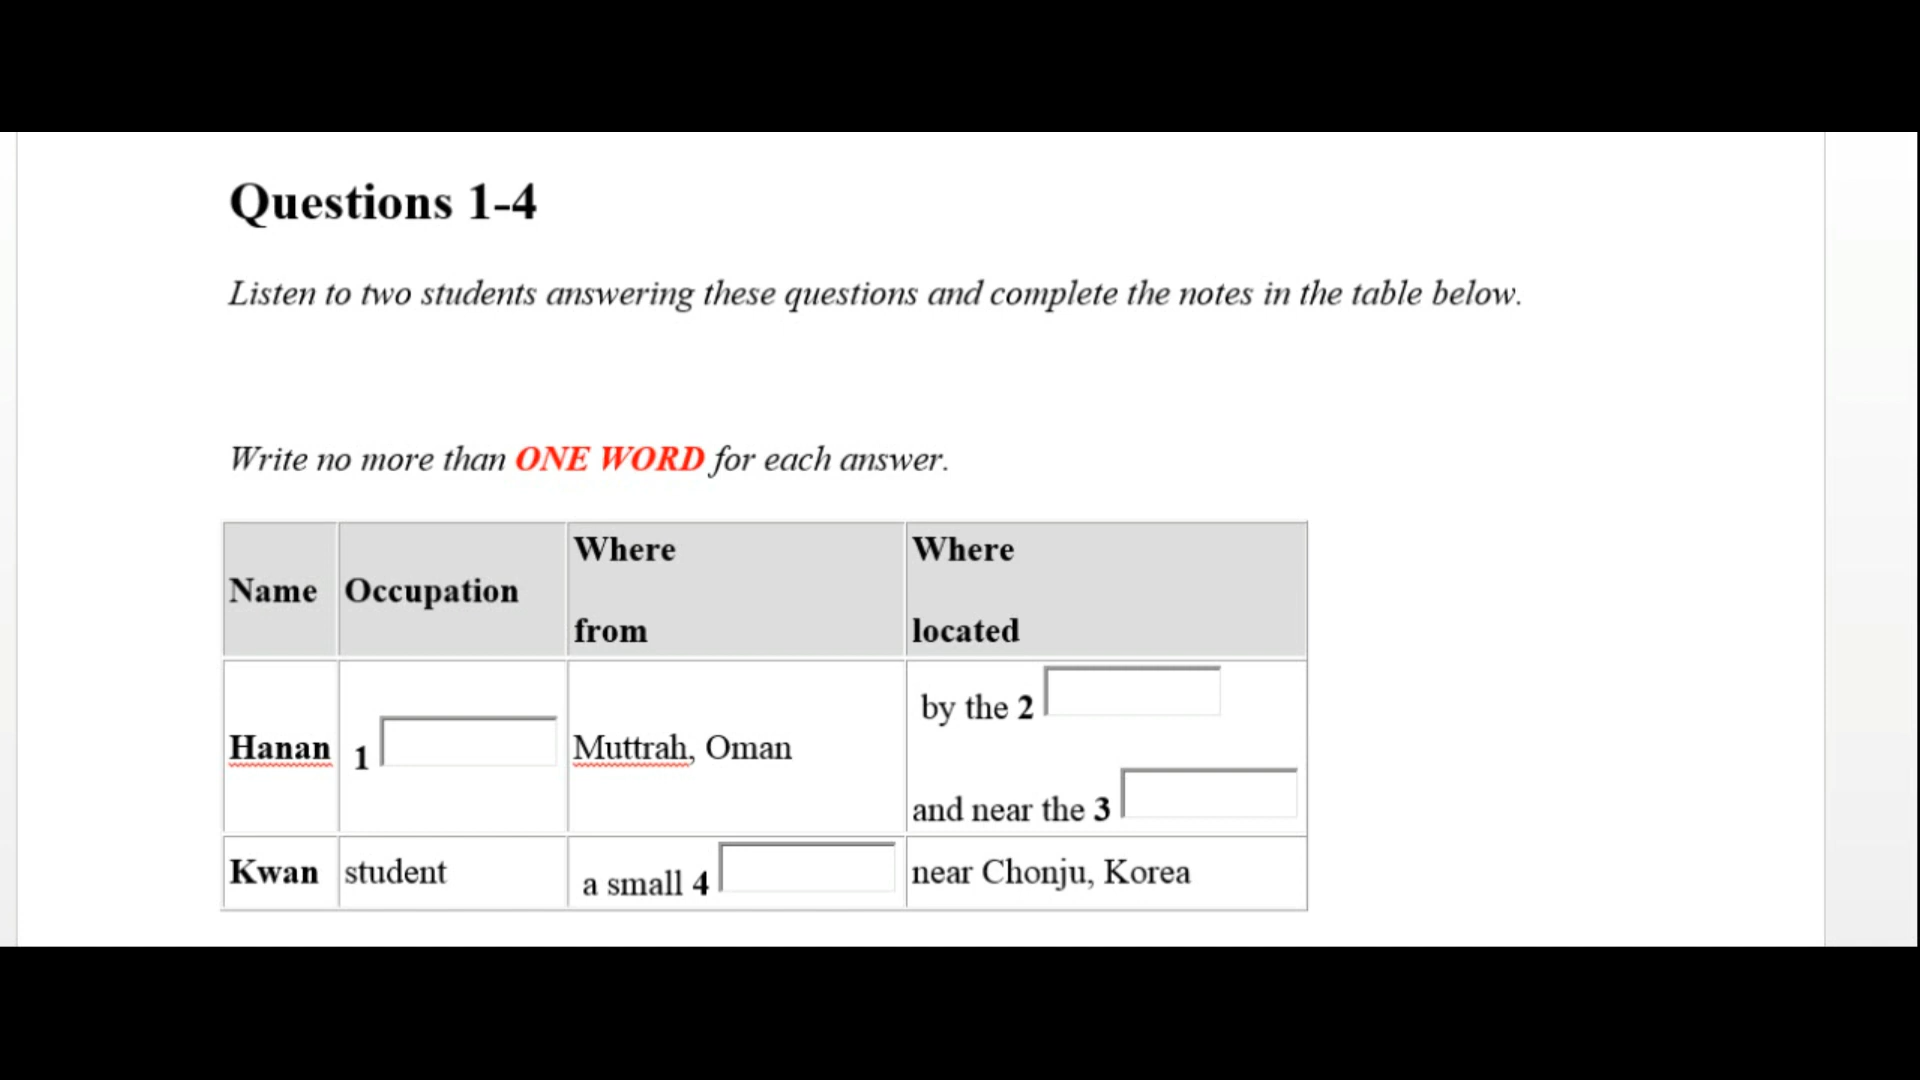 Questions 1-4
Listen to two students answering these questions and complete the notes in the table below.
Write no more than ONE WORD for each answer.
Name Occupation Where from Where located
Hanan 1 Muttrah, Oman by the 2
and near the 3
Kwan student a small 4 near Chonju, Korea